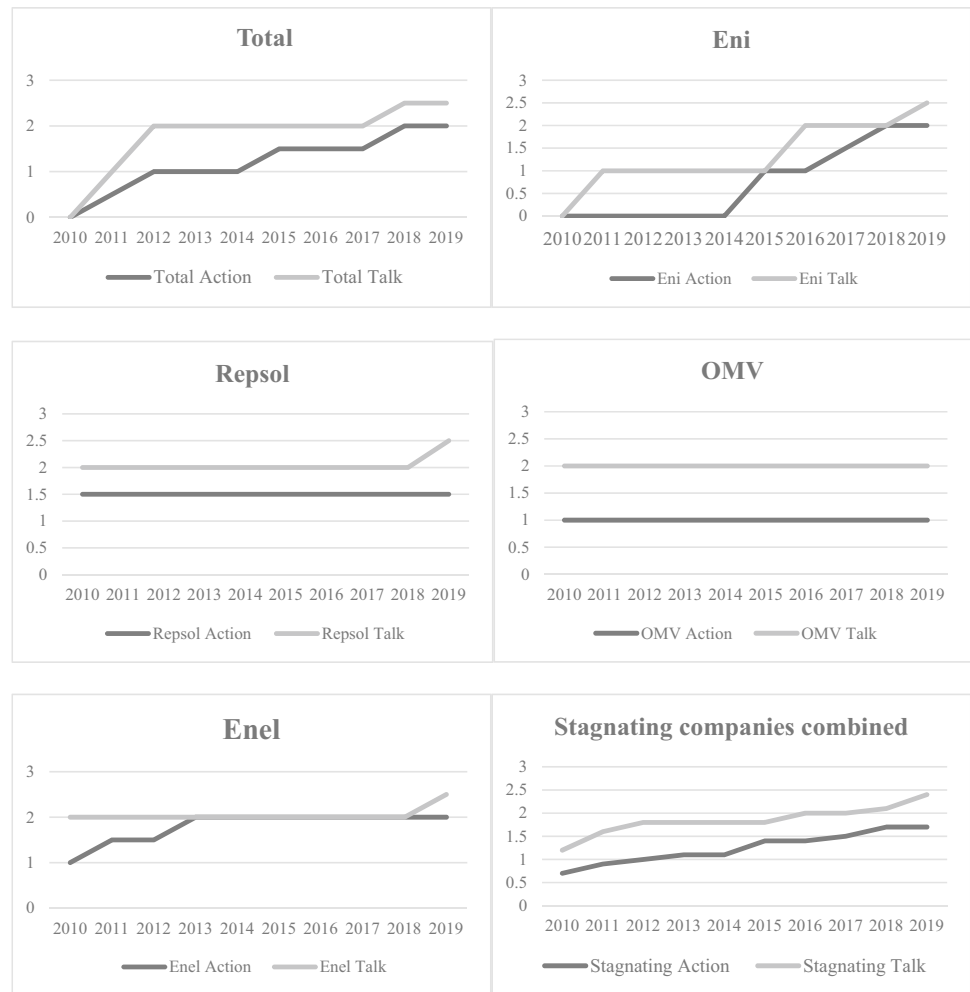 Total
3
2
1
0
2010 2011 2012 2013 2014 2015 2016 2017 2018 2019
Total Action Total Talk
Eni
3
2.5
2
1.5
1
0.5
0
2010 2011 2012 2013 2014 2015 2016 2017 2018 2019
Eni Action Eni Talk
Repsol
3
2.5
2
1.5
1
0.5
0
2010 2011 2012 2013 2014 2015 2016 2017 2018 2019
Repsol Action Repsol Talk
OMV
3
2.5
2
1.5
1
0.5
0
2010 2011 2012 2013 2014 2015 2016 2017 2018 2019
OMV Action OMV Talk
Enel
3
2
1
0
2010 2011 2012 2013 2014 2015 2016 2017 2018 2019
Enel Action Enel Talk
Stagnating companies combined
3
2.5
2
1.5
1
0.5
0
2010 2011 2012 2013 2014 2015 2016 2017 2018 2019
Stagnating Action Stagnating Talk